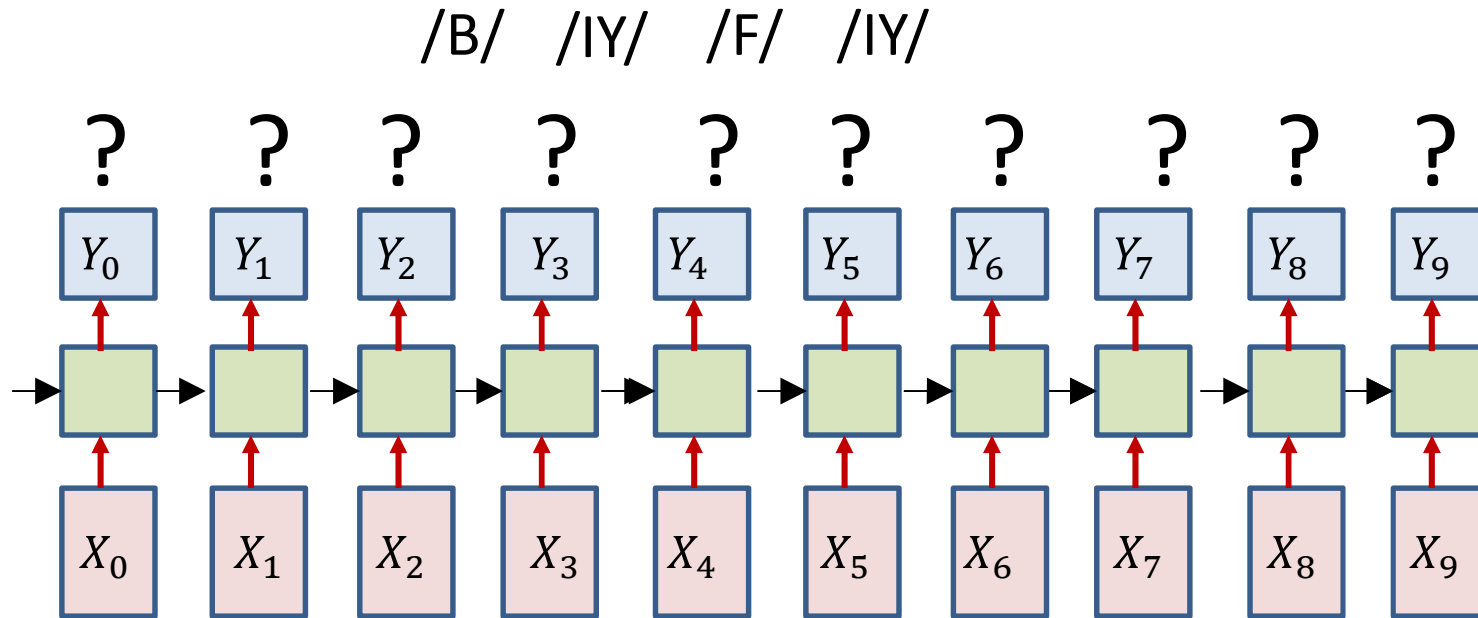 /B/ /IY/ /F/ /IY/
? ? ? ? ? ? ? ? ? ?
Y₀ Y₁ Y₂ Y₃ Y₄ Y₅ Y₆ Y₇ Y₈ Y₉
X₀ X₁ X₂ X₃ X₄ X₅ X₆ X₇ X₈ X₉